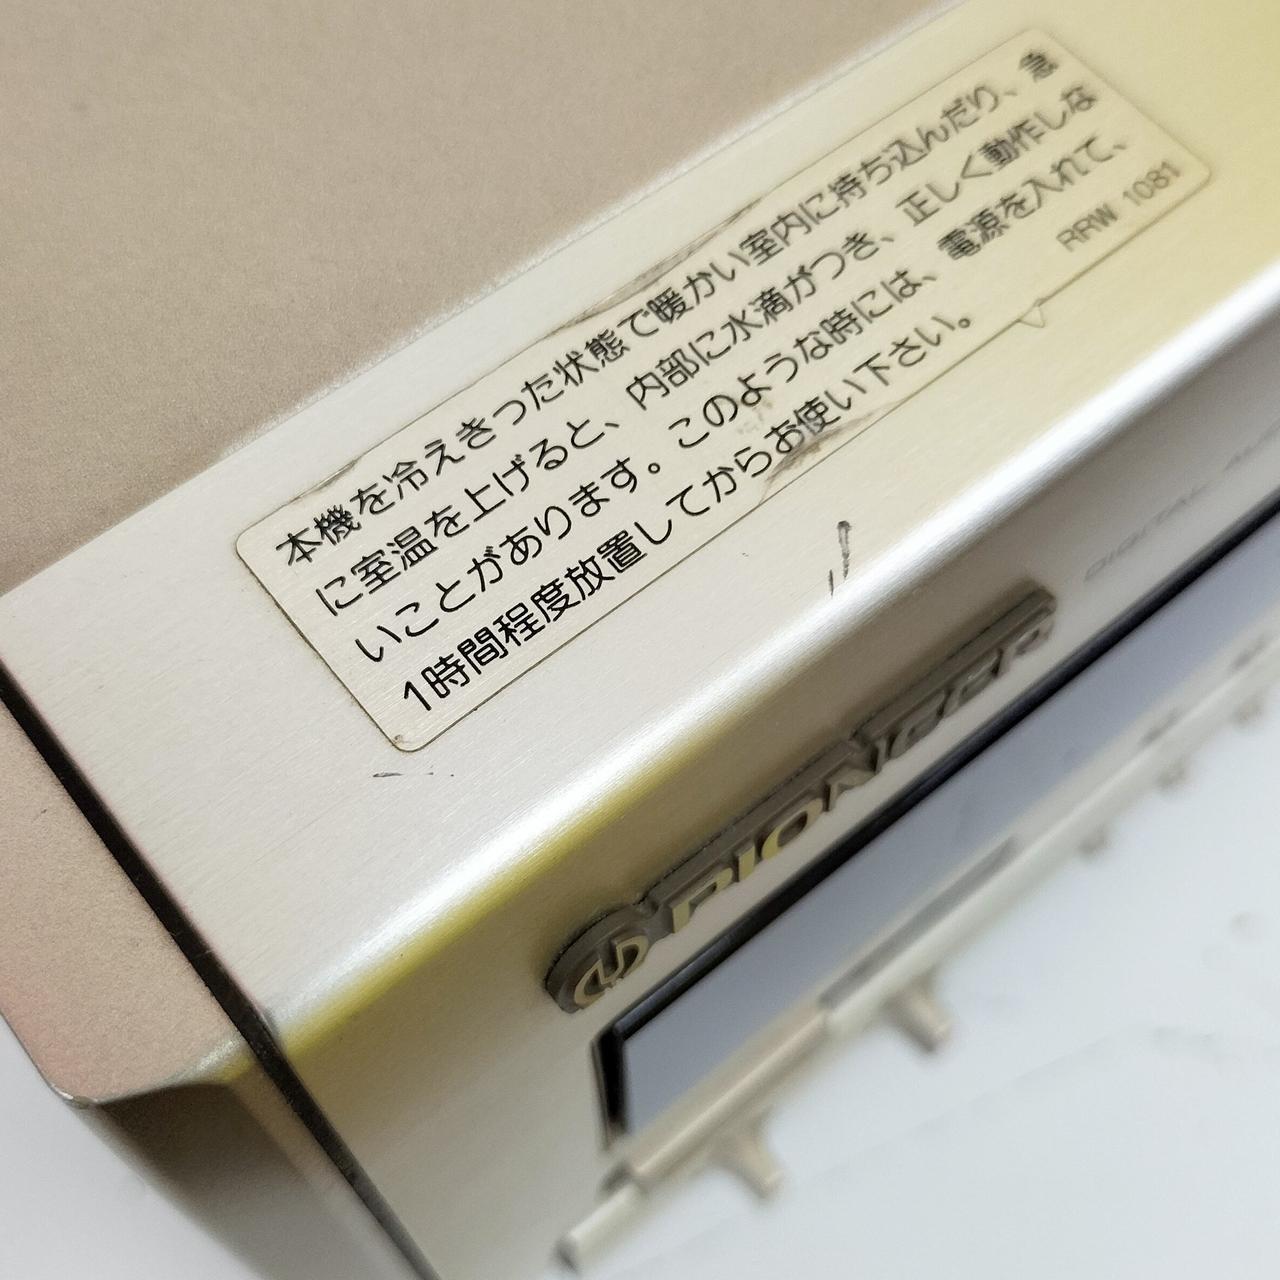 本機を冷えきった状態で暖かい室内に持ち込んだり、急
に室温を上げると、内部に水滴がつき、正しく動作しな
いことがあります。このような時には、電源を入れて、
1時間程度放置してからお使い下さい。
RRW 1081
PIONEER
DIGITAL